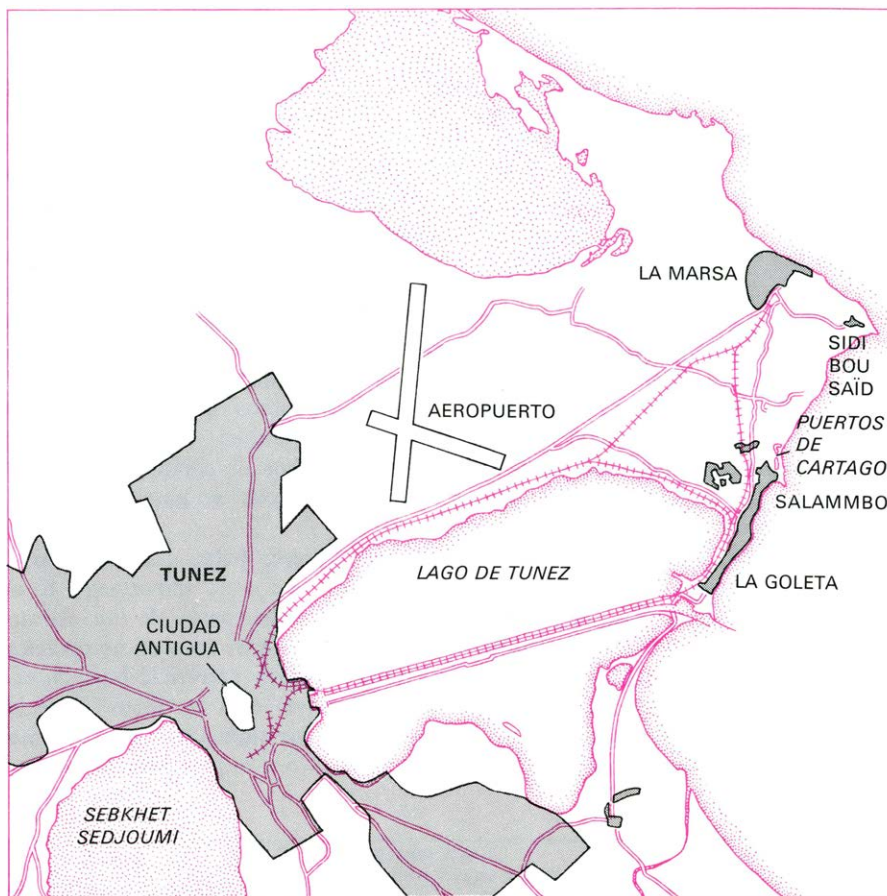 LA MARSA
SIDI
BOU
SAÏD
AEROPUERTO
PUERTOS
DE
CARTAGO
SALAMMBO
TUNEZ
LAGO DE TUNEZ
LA GOLETA
CIUDAD
ANTIGUA
SEBKHET
SEDJOUMI